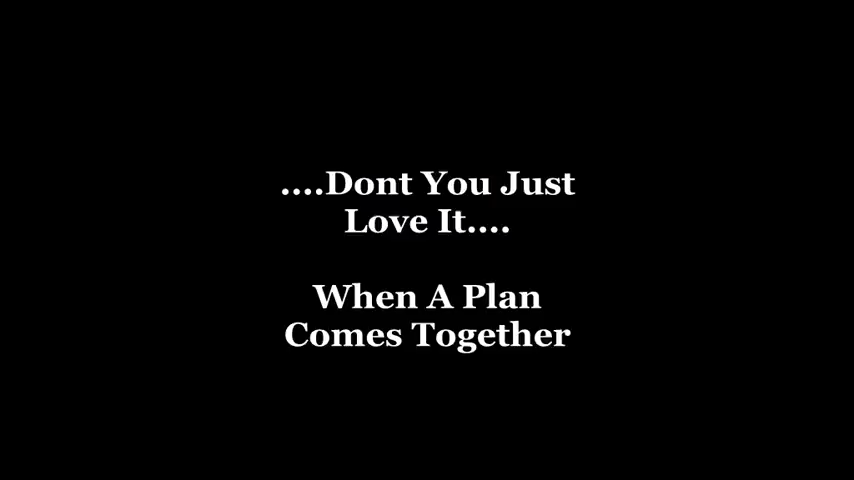 ....Dont You Just
Love It....
When A Plan
Comes Together